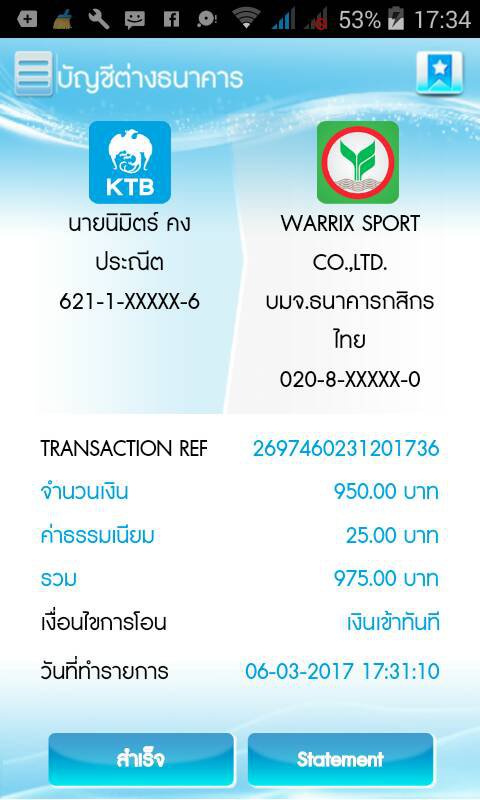 53% 17:34
บัญชีต่างธนาคาร
KTB
นายนิมิตร์ คง
ประณีต
621-1-XXXXX-6
WARRIX SPORT
CO.,LTD.
บมจ.ธนาคารกสิกร
ไทย
020-8-XXXXX-0
TRANSACTION REF 2697460231201736
จำนวนเงิน 950.00 บาท
ค่าธรรมเนียม 25.00 บาท
รวม 975.00 บาท
เงื่อนไขการโอน เงินเข้าทันที
วันที่ทำรายการ 06-03-2017 17:31:10
สำเร็จ Statement